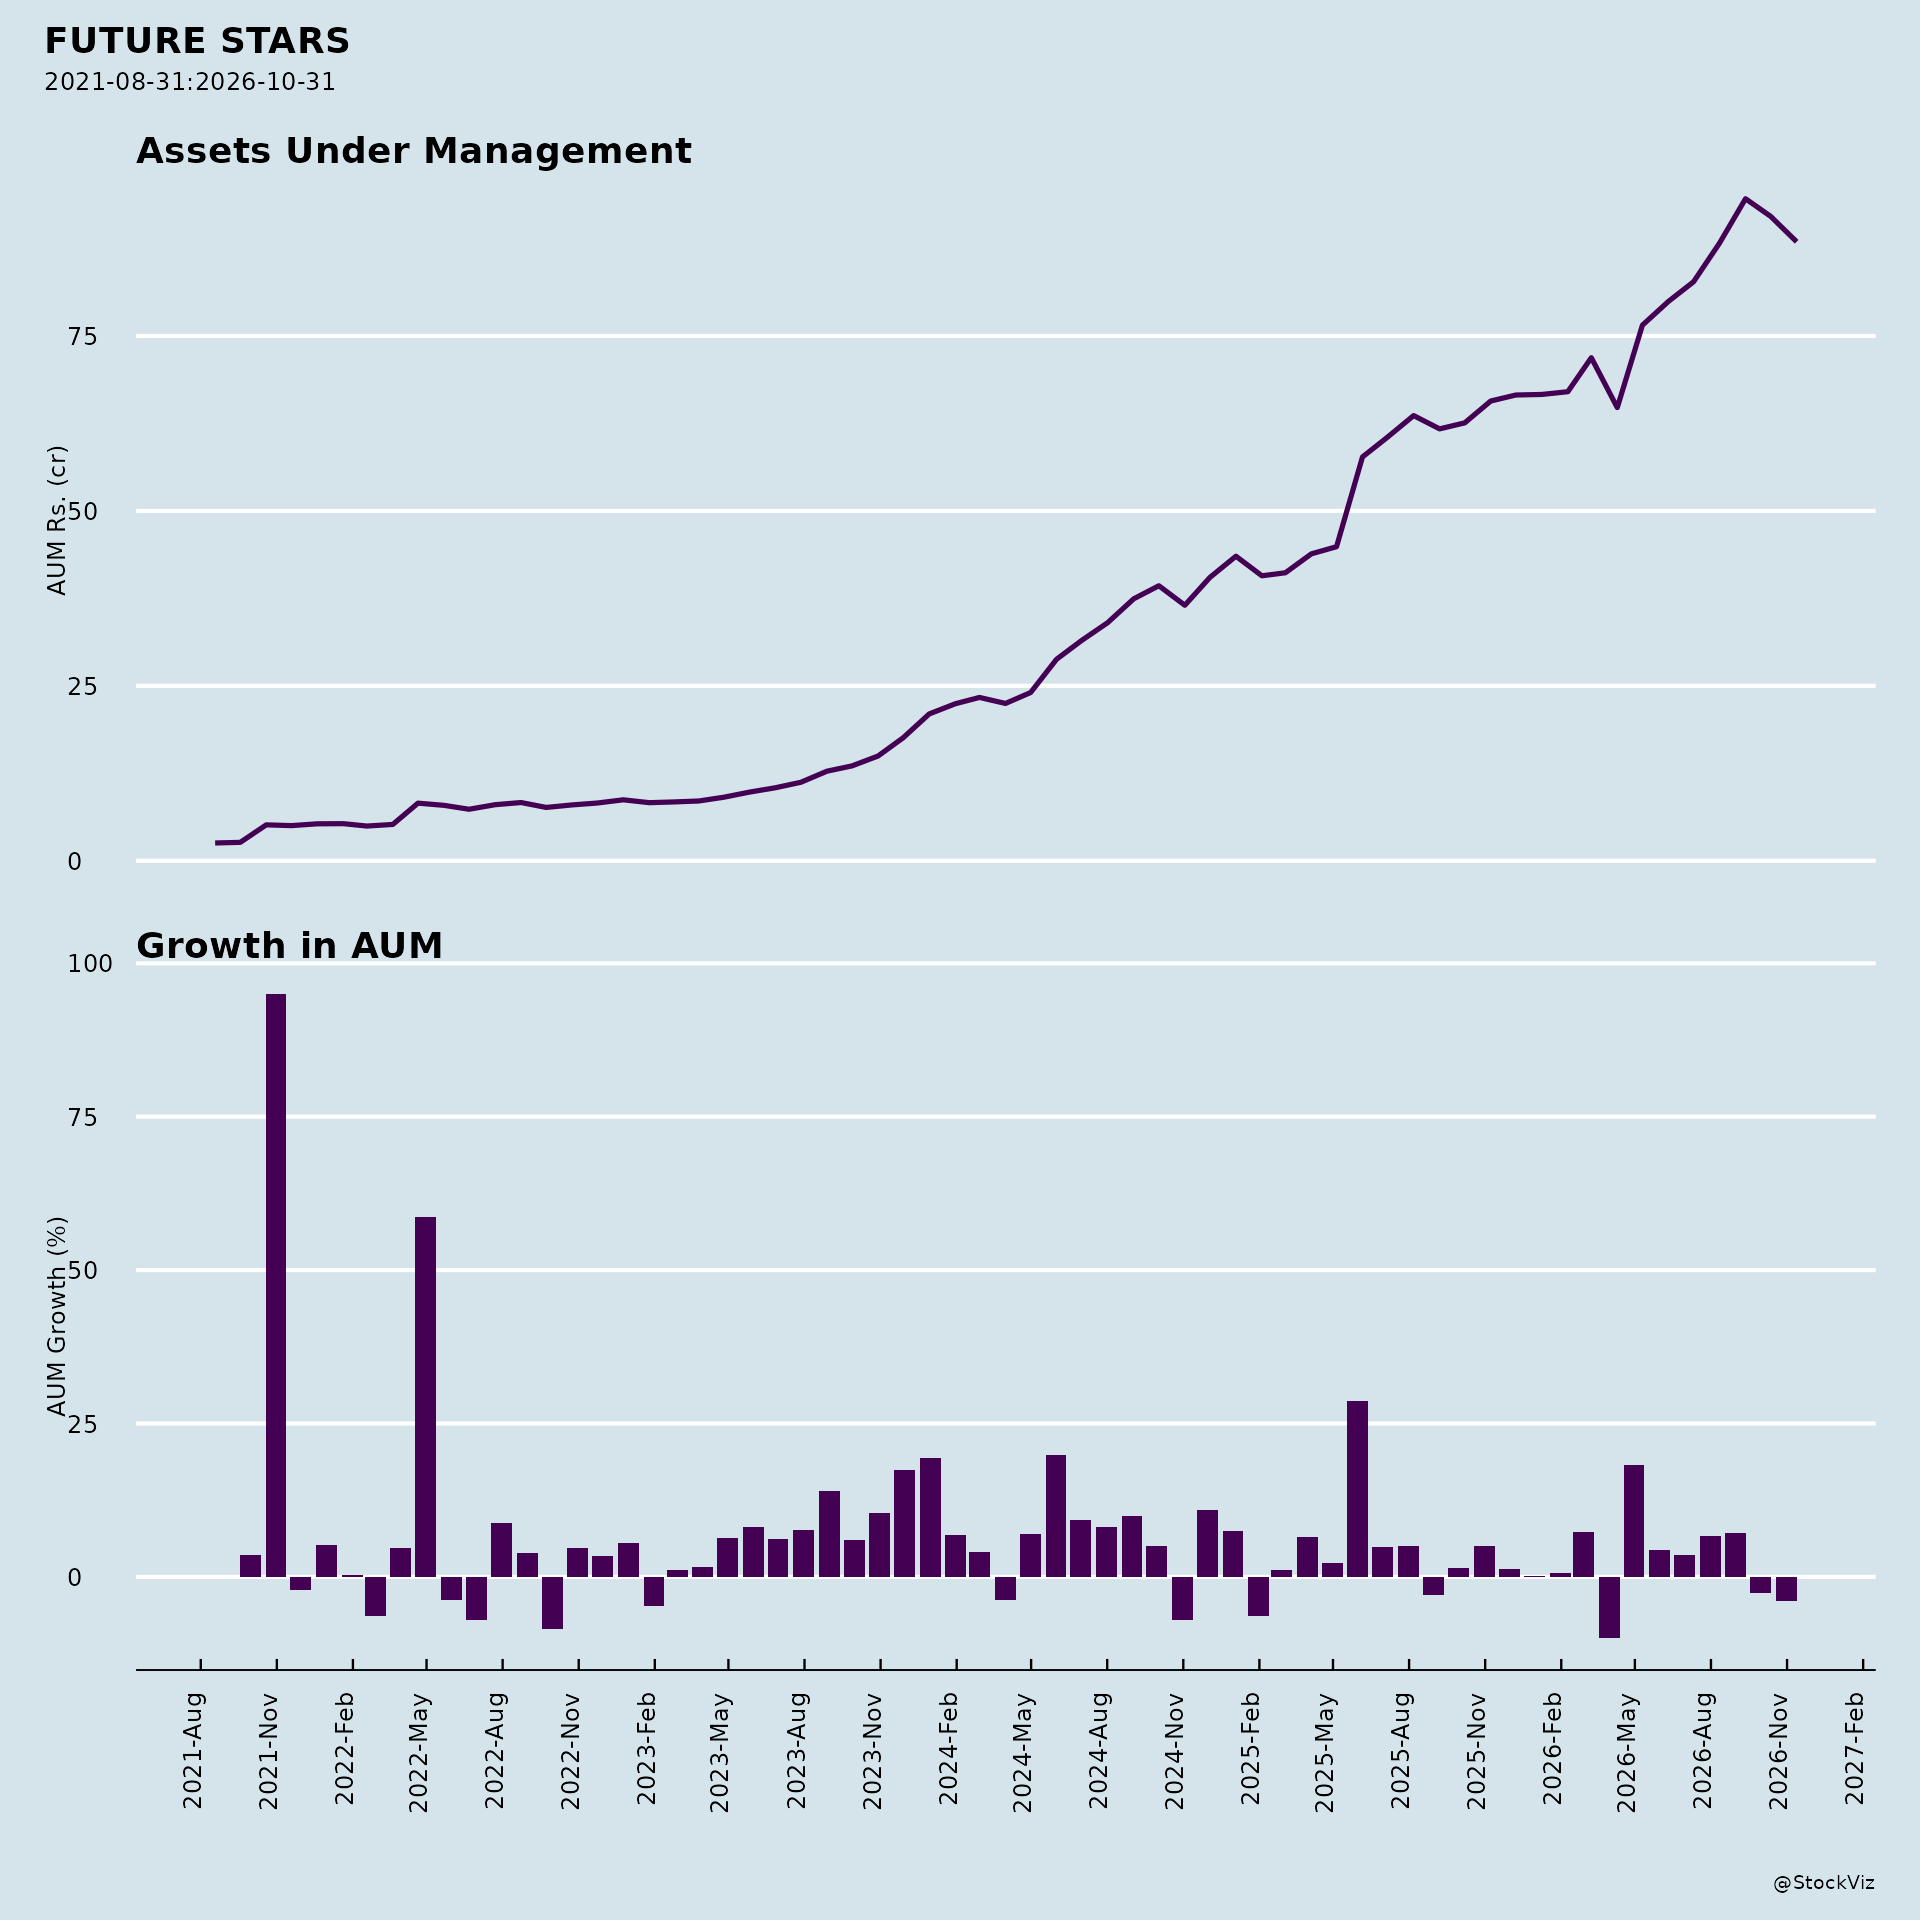 FUTURE STARS
2021-08-31:2026-10-31
Assets Under Management
75
50
25
0
AUM Rs. (cr)
Growth in AUM
100
75
50
25
0
AUM Growth (%)
2021-Aug
2021-Nov
2022-Feb
2022-May
2022-Aug
2022-Nov
2023-Feb
2023-May
2023-Aug
2023-Nov
2024-Feb
2024-May
2024-Aug
2024-Nov
2025-Feb
2025-May
2025-Aug
2025-Nov
2026-Feb
2026-May
2026-Aug
2026-Nov
2027-Feb
@StockViz